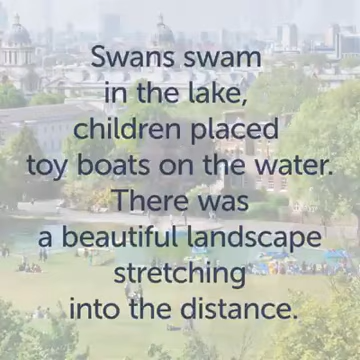 Swans swam
in the lake,
children placed
toy boats on the water.
There was
a beautiful landscape
stretching
into the distance.